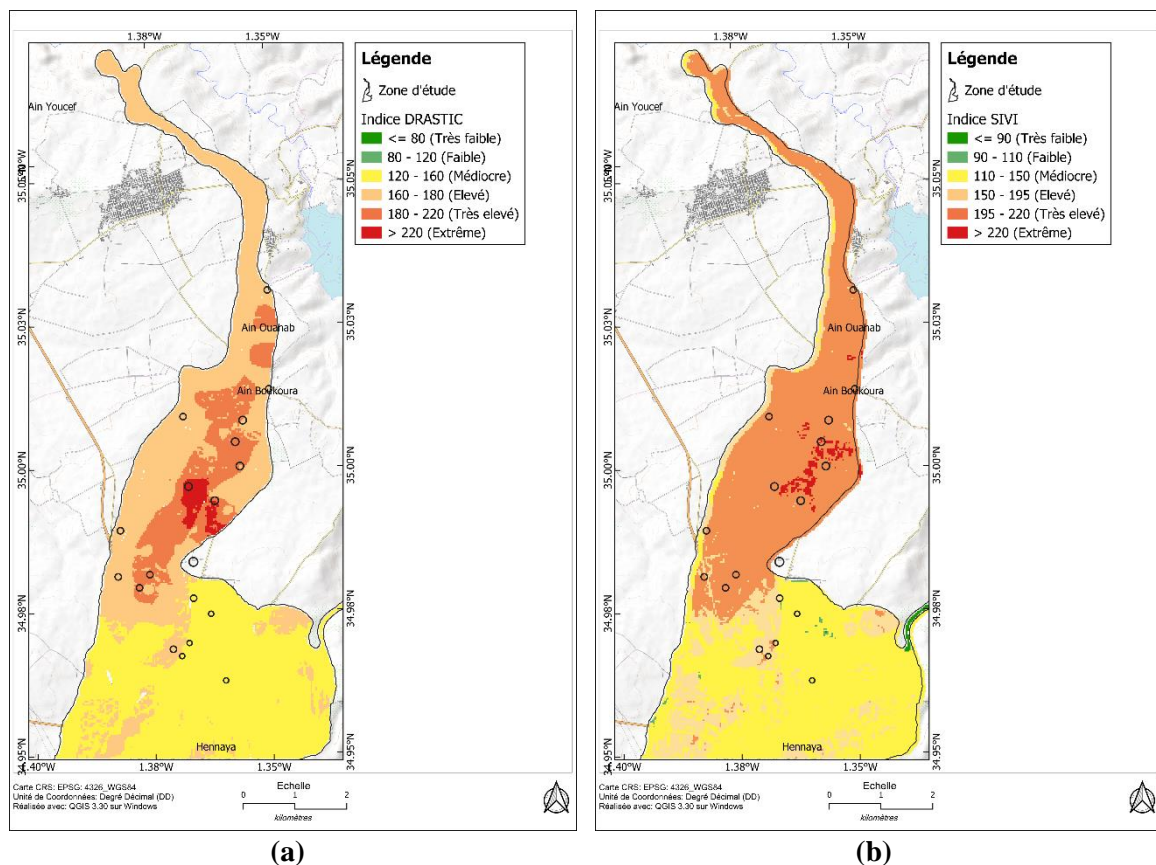 1.38°W 1.35°W
Ain Youcef
35.05°N
35.05°N
Ain Ouahab
35.03°N
35.03°N
Ain Boukoura
35.00°N
35.00°N
34.98°N
34.98°N
Hennaya
34.95°N
34.95°N
1.40°W 1.38°W 1.35°W
Légende
Zone d'étude
Indice DRASTIC
<= 80 (Très faible)
80 - 120 (Faible)
120 - 160 (Médiocre)
160 - 180 (Elevé)
180 - 220 (Très elevé)
> 220 (Extrême)
Carte CRS: EPSG: 4326_WGS84
Unité de Coordonnées: Degré Décimal (DD)
Réalisée avec: QGIS 3.30 sur Windows
Echelle
0 1 2
kilomètres
(a)
1.38°W 1.35°W
Ain Youcef
35.05°N
35.05°N
Ain Ouahab
35.03°N
35.03°N
Ain Boukoura
35.00°N
35.00°N
34.98°N
34.98°N
Hennaya
34.95°N
34.95°N
1.40°W 1.38°W 1.35°W
Légende
Zone d'étude
Indice SIVI
<= 90 (Très faible)
90 - 110 (Faible)
110 - 150 (Médiocre)
150 - 195 (Elevé)
195 - 220 (Très elevé)
> 220 (Extrême)
Carte CRS: EPSG: 4326_WGS84
Unité de Coordonnées: Degré Décimal (DD)
Réalisée avec: QGIS 3.30 sur Windows
Echelle
0 1 2
kilomètres
(b)